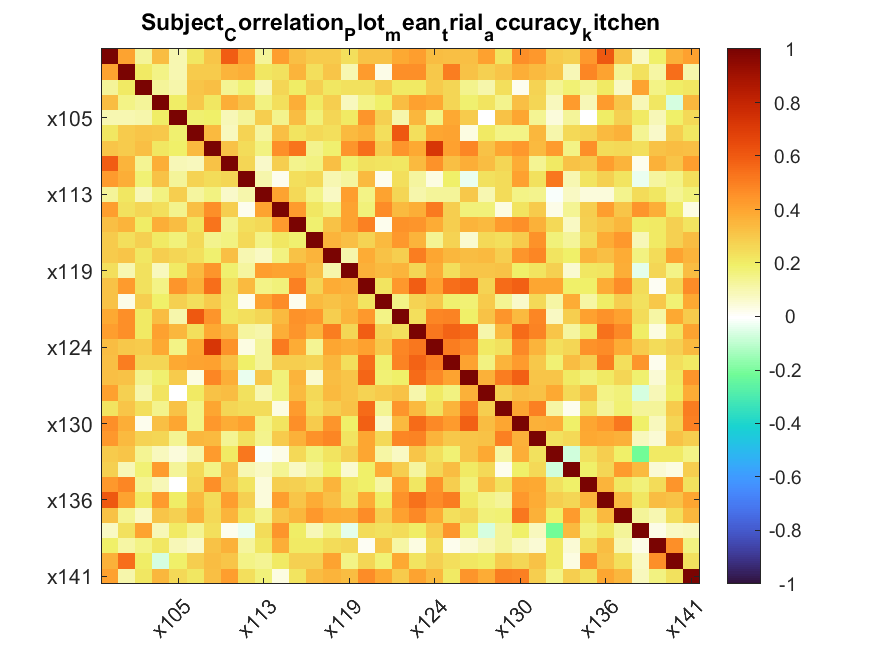 Subject_Correlation_Plot_mean_trial_accuracy_kitchen
x105
x113
x119
x124
x130
x136
x141
x105
x113
x119
x124
x130
x136
x141
1
0.8
0.6
0.4
0.2
0
-0.2
-0.4
-0.6
-0.8
-1